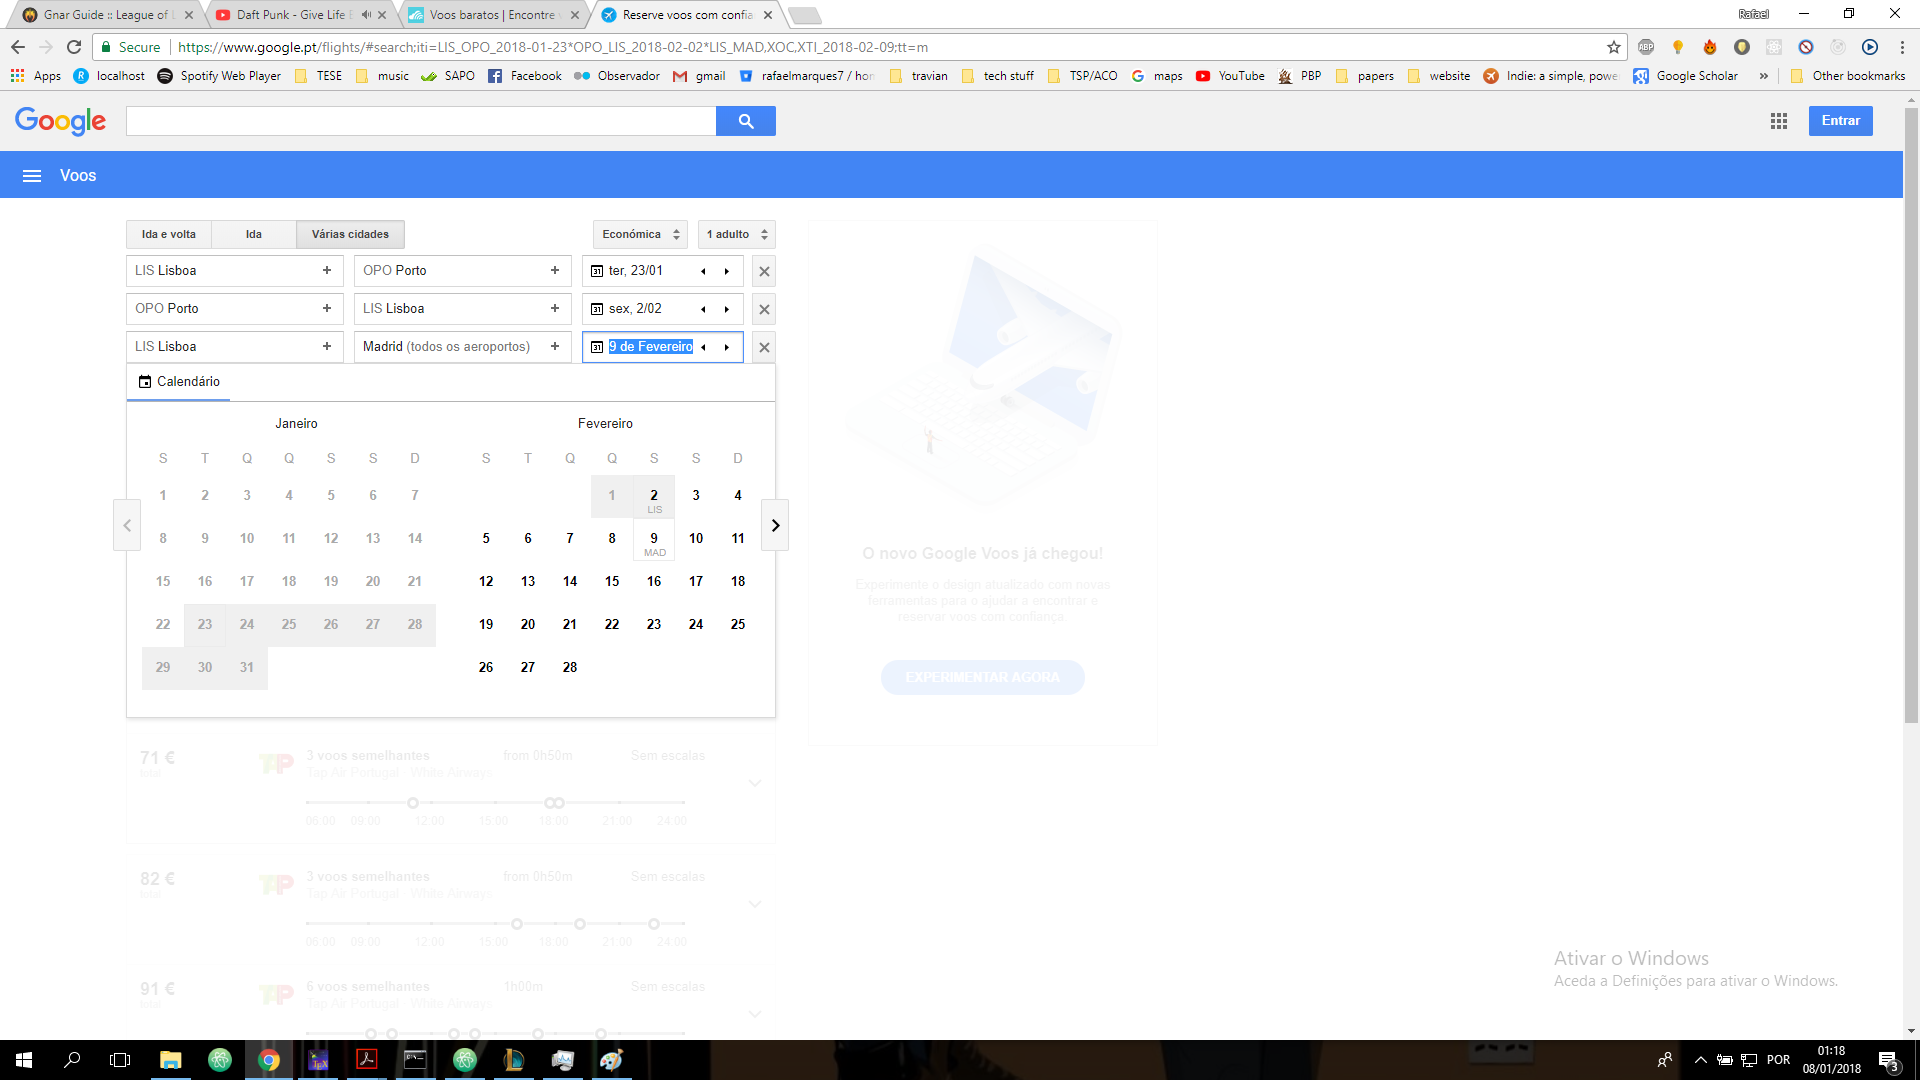 Gnar Guide :: League of L
Daft Punk - Give Life B
Voos baratos | Encontre v
Reserve voos com confia
Rafael
Secure
https://www.google.pt/flights/#search;iti=LIS_OPO_2018-01-23*OPO_LIS_2018-02-02*LIS_MAD,XOC,XTI_2018-02-09;tt=m
ABP
Apps
localhost
Spotify Web Player
TESE
music
SAPO
Facebook
Observador
gmail
rafaelmarques7 / hom
travian
tech stuff
TSP/ACO
maps
YouTube
PBP
papers
website
Indie: a simple, powe
Google Scholar
»
Other bookmarks
Google
Entrar
Voos
Ida e volta
Ida
Várias cidades
Económica
1 adulto
LIS Lisboa
OPO Porto
31 ter, 23/01
OPO Porto
LIS Lisboa
31 sex, 2/02
LIS Lisboa
Madrid (todos os aeroportos)
31 9 de Fevereiro
Calendário
Janeiro
Fevereiro
S T Q Q S S D
S T Q Q S S D
1 2 3 4 5 6 7
1 2 3 4
LIS
8 9 10 11 12 13 14
5 6 7 8 9 10 11
MAD
15 16 17 18 19 20 21
12 13 14 15 16 17 18
22 23 24 25 26 27 28
19 20 21 22 23 24 25
29 30 31
26 27 28
O novo Google Voos já chegou!
Experimente o design atualizado com novas
ferramentas para o ajudar a encontrar e
reservar voos com confiança
EXPERIMENTAR AGORA
71 €
total
TAP
3 voos semelhantes
Tap Air Portugal White Airways
from 0h50m
Sem escalas
06:00 09:00 12:00 15:00 18:00 21:00 24:00
82 €
total
TAP
3 voos semelhantes
Tap Air Portugal White Airways
from 0h50m
Sem escalas
06:00 09:00 12:00 15:00 18:00 21:00 24:00
91 €
total
TAP
6 voos semelhantes
Tap Air Portugal White Airways
1h00m
Sem escalas
Ativar o Windows
Aceda a Definições para ativar o Windows.
POR
01:18
08/01/2018
3